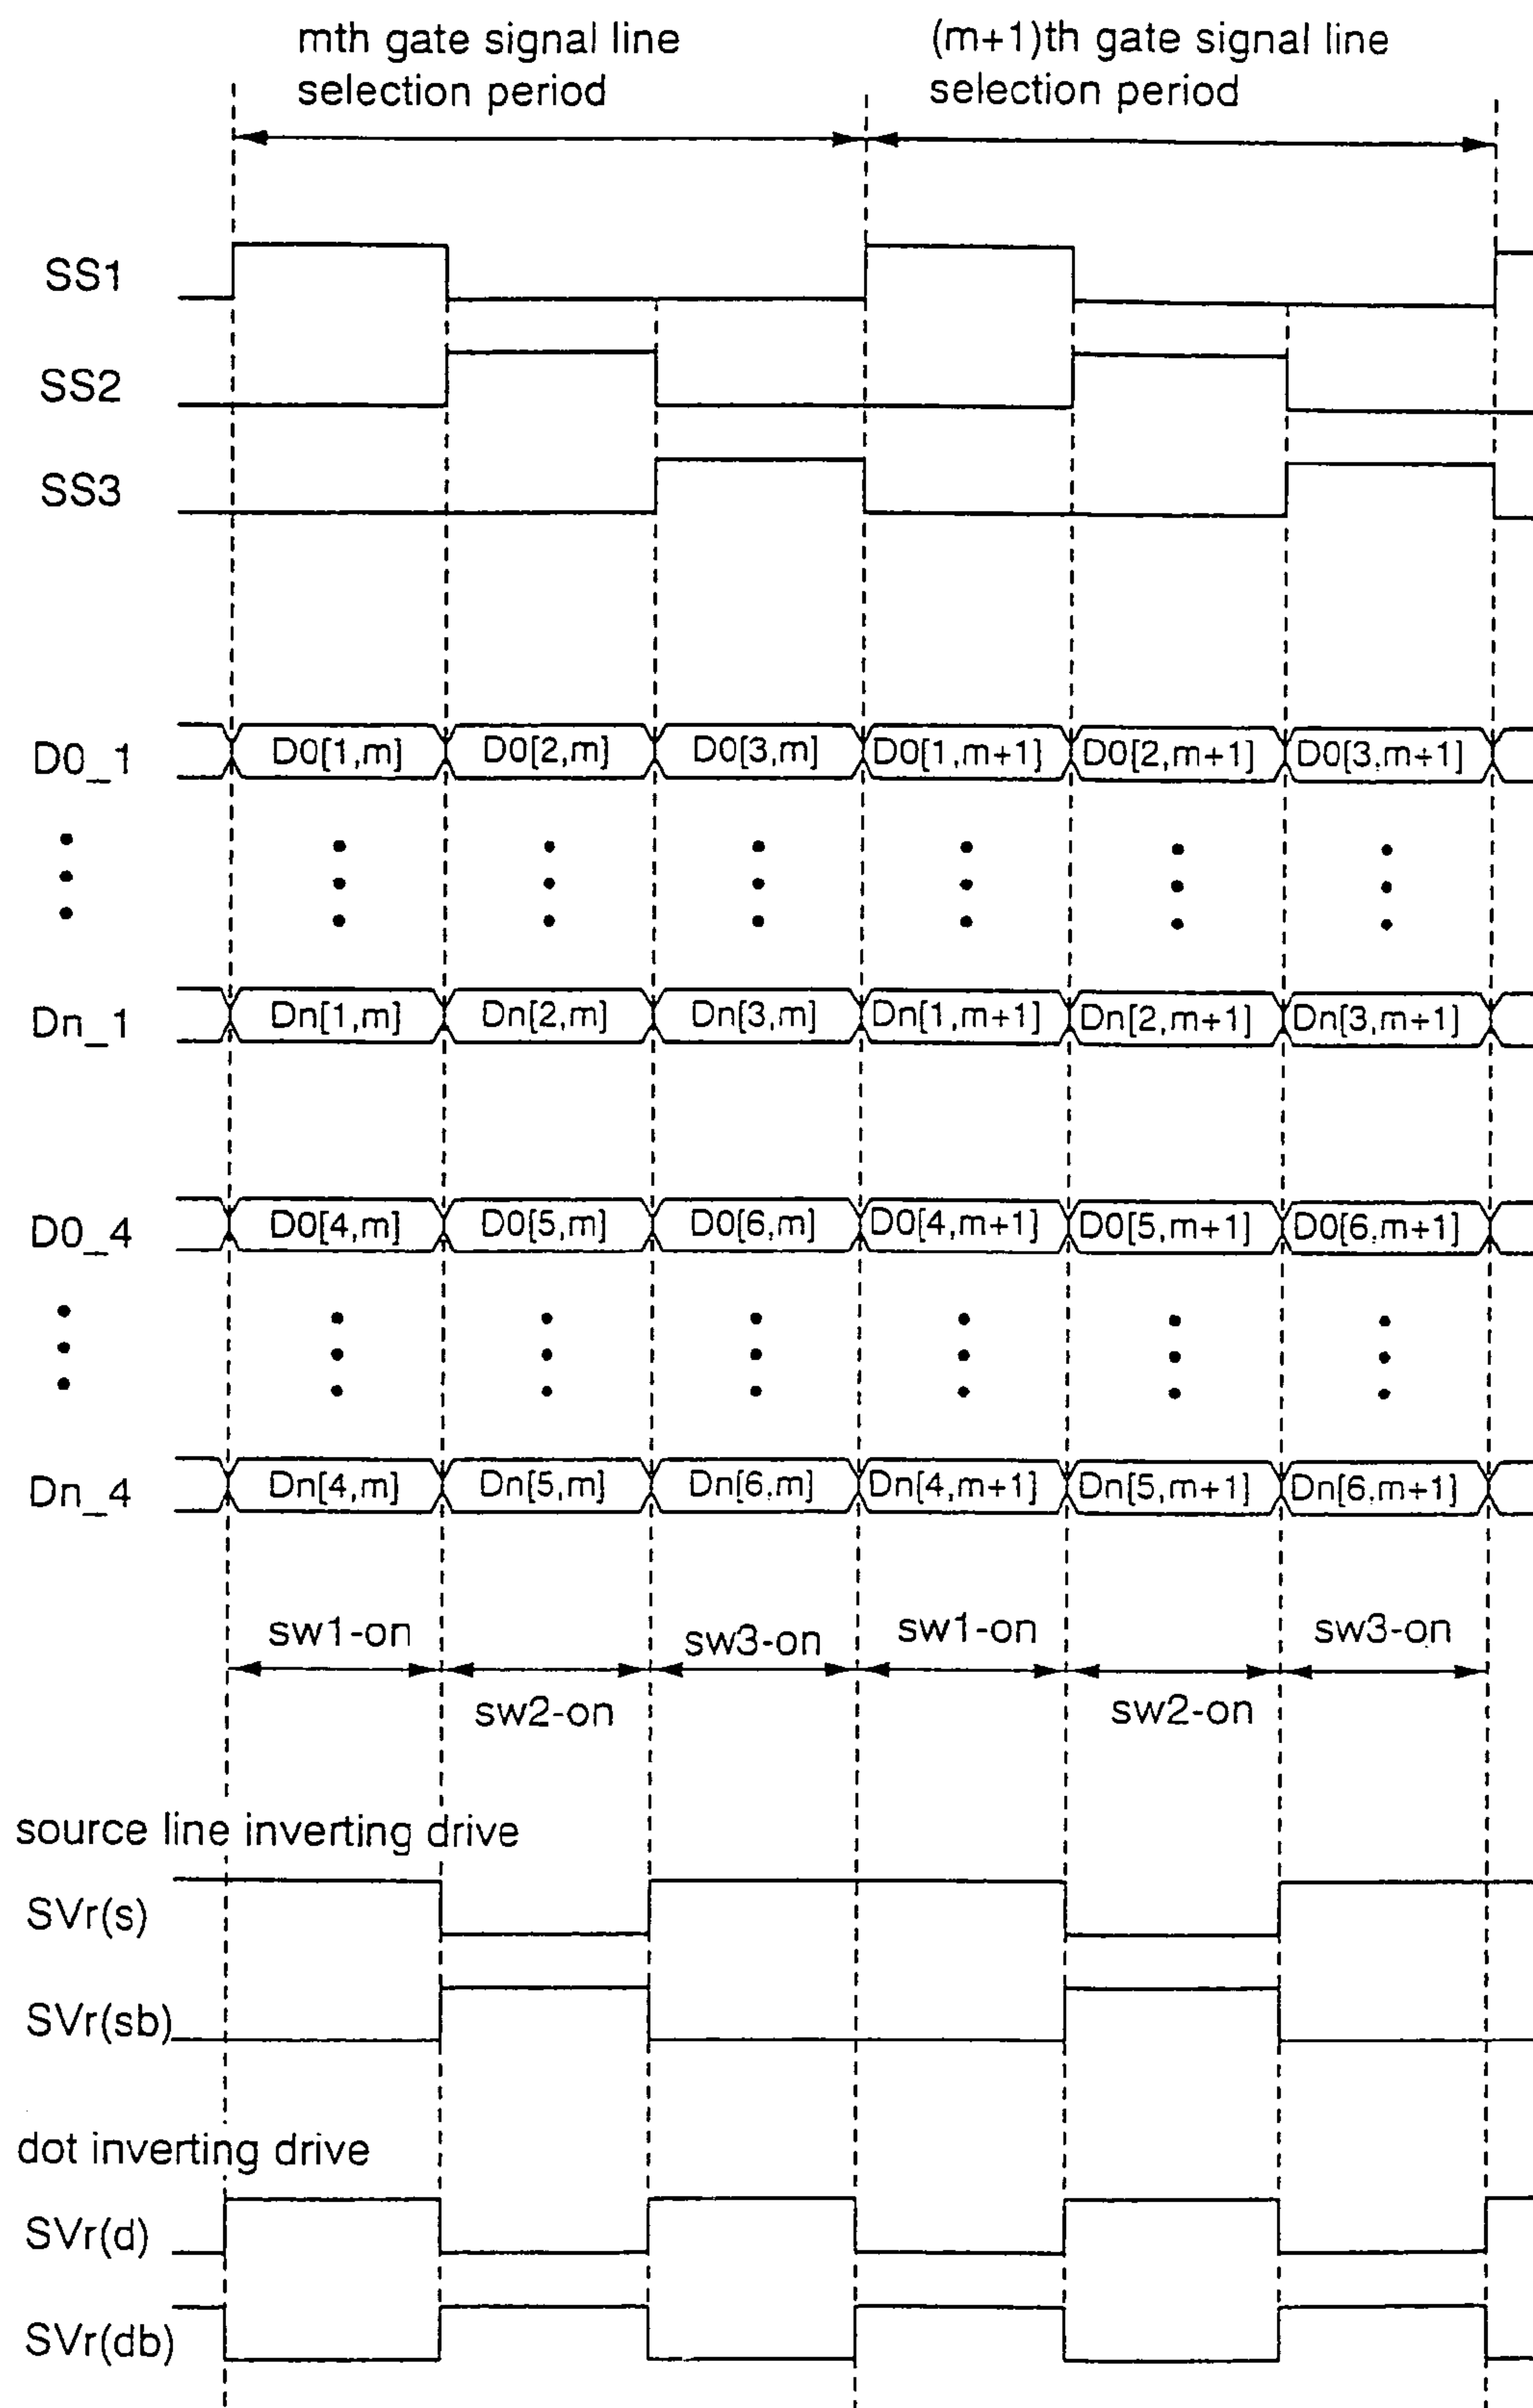 mth gate signal line
selection period
(m+1)th gate signal line
selection period
SS1
SS2
SS3
D0_1 D0[1,m] D0[2,m] D0[3,m] D0[1,m+1] D0[2,m+1] D0[3,m+1]
Dn_1 Dn[1,m] Dn[2,m] Dn[3,m] Dn[1,m+1] Dn[2,m+1] Dn[3,m+1]
D0_4 D0[4,m] D0[5,m] D0[6,m] D0[4,m+1] D0[5,m+1] D0[6,m+1]
Dn_4 Dn[4,m] Dn[5,m] Dn[6,m] Dn[4,m+1] Dn[5,m+1] Dn[6,m+1]
sw1-on sw3-on sw1-on sw3-on
sw2-on sw2-on
source line inverting drive
SVr(s)
SVr(sb)
dot inverting drive
SVr(d)
SVr(db)